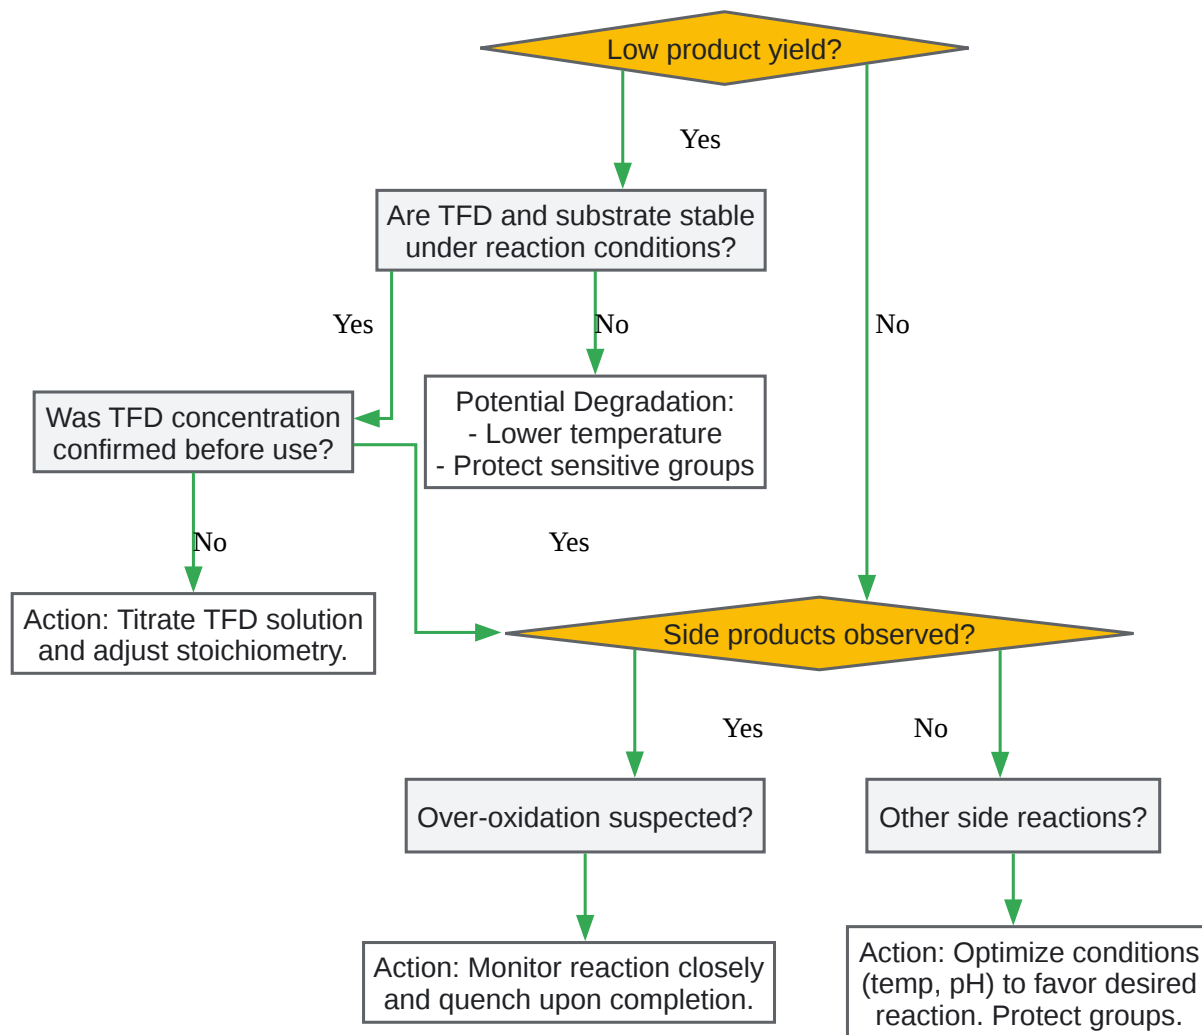 Low product yield?
Yes
Are TFD and substrate stable
under reaction conditions?
Yes
No
No
Was TFD concentration
confirmed before use?
Potential Degradation:
- Lower temperature
- Protect sensitive groups
No
Yes
Action: Titrate TFD solution
and adjust stoichiometry.
Side products observed?
Yes
No
Over-oxidation suspected?
Other side reactions?
Action: Monitor reaction closely
and quench upon completion.
Action: Optimize conditions
(temp, pH) to favor desired
reaction. Protect groups.